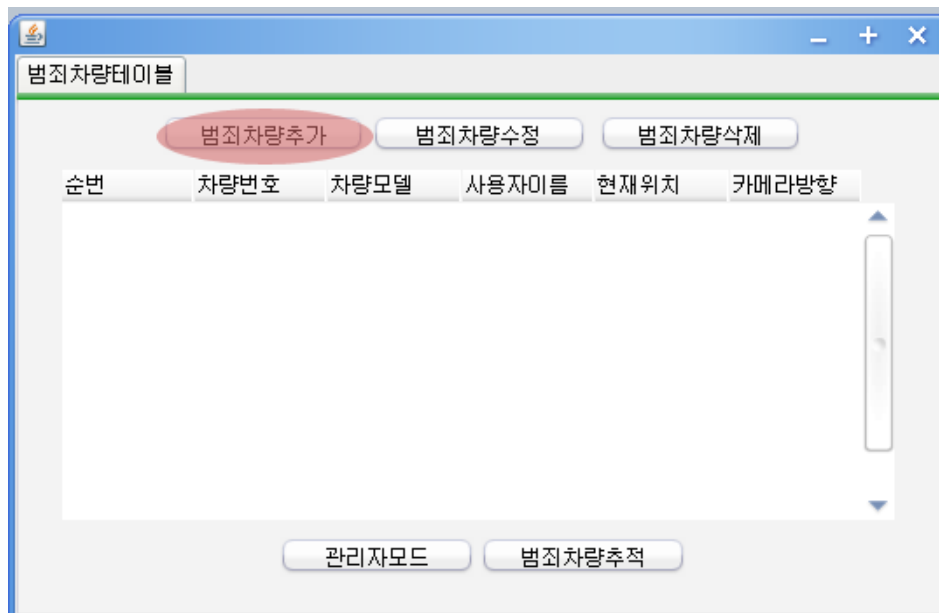 범죄차량테이블
범죄차량추가 범죄차량수정 범죄차량삭제
순번 차량번호 차량모델 사용자이름 현재위치 카메라방향
관리자모드 범죄차량추적